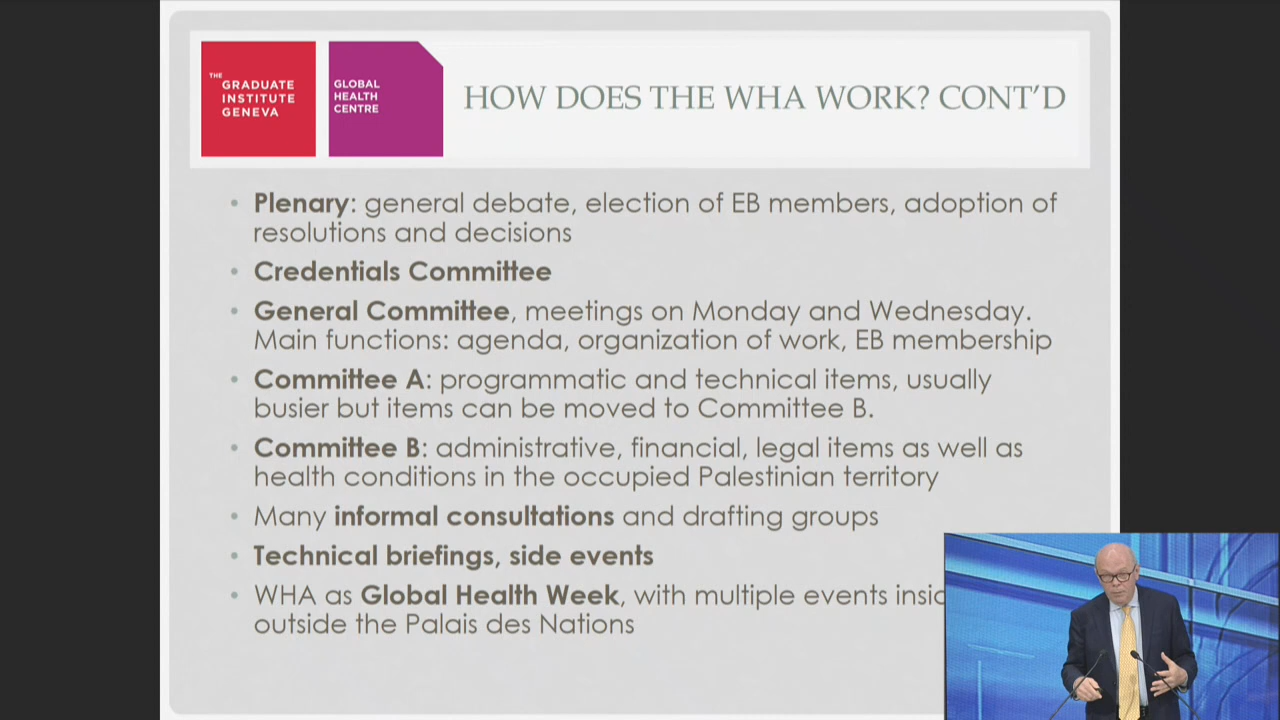 THE
GRADUATE
INSTITUTE
GENEVA
GLOBAL
HEALTH
CENTRE
HOW DOES THE WHA WORK? CONT'D
• Plenary: general debate, election of EB members, adoption of
resolutions and decisions
• Credentials Committee
• General Committee, meetings on Monday and Wednesday.
Main functions: agenda, organization of work, EB membership
• Committee A: programmatic and technical items, usually
busier but items can be moved to Committee B.
• Committee B: administrative, financial, legal items as well as
health conditions in the occupied Palestinian territory
• Many informal consultations and drafting groups
• Technical briefings, side events
• WHA as Global Health Week, with multiple events
outside the Palais des Nations